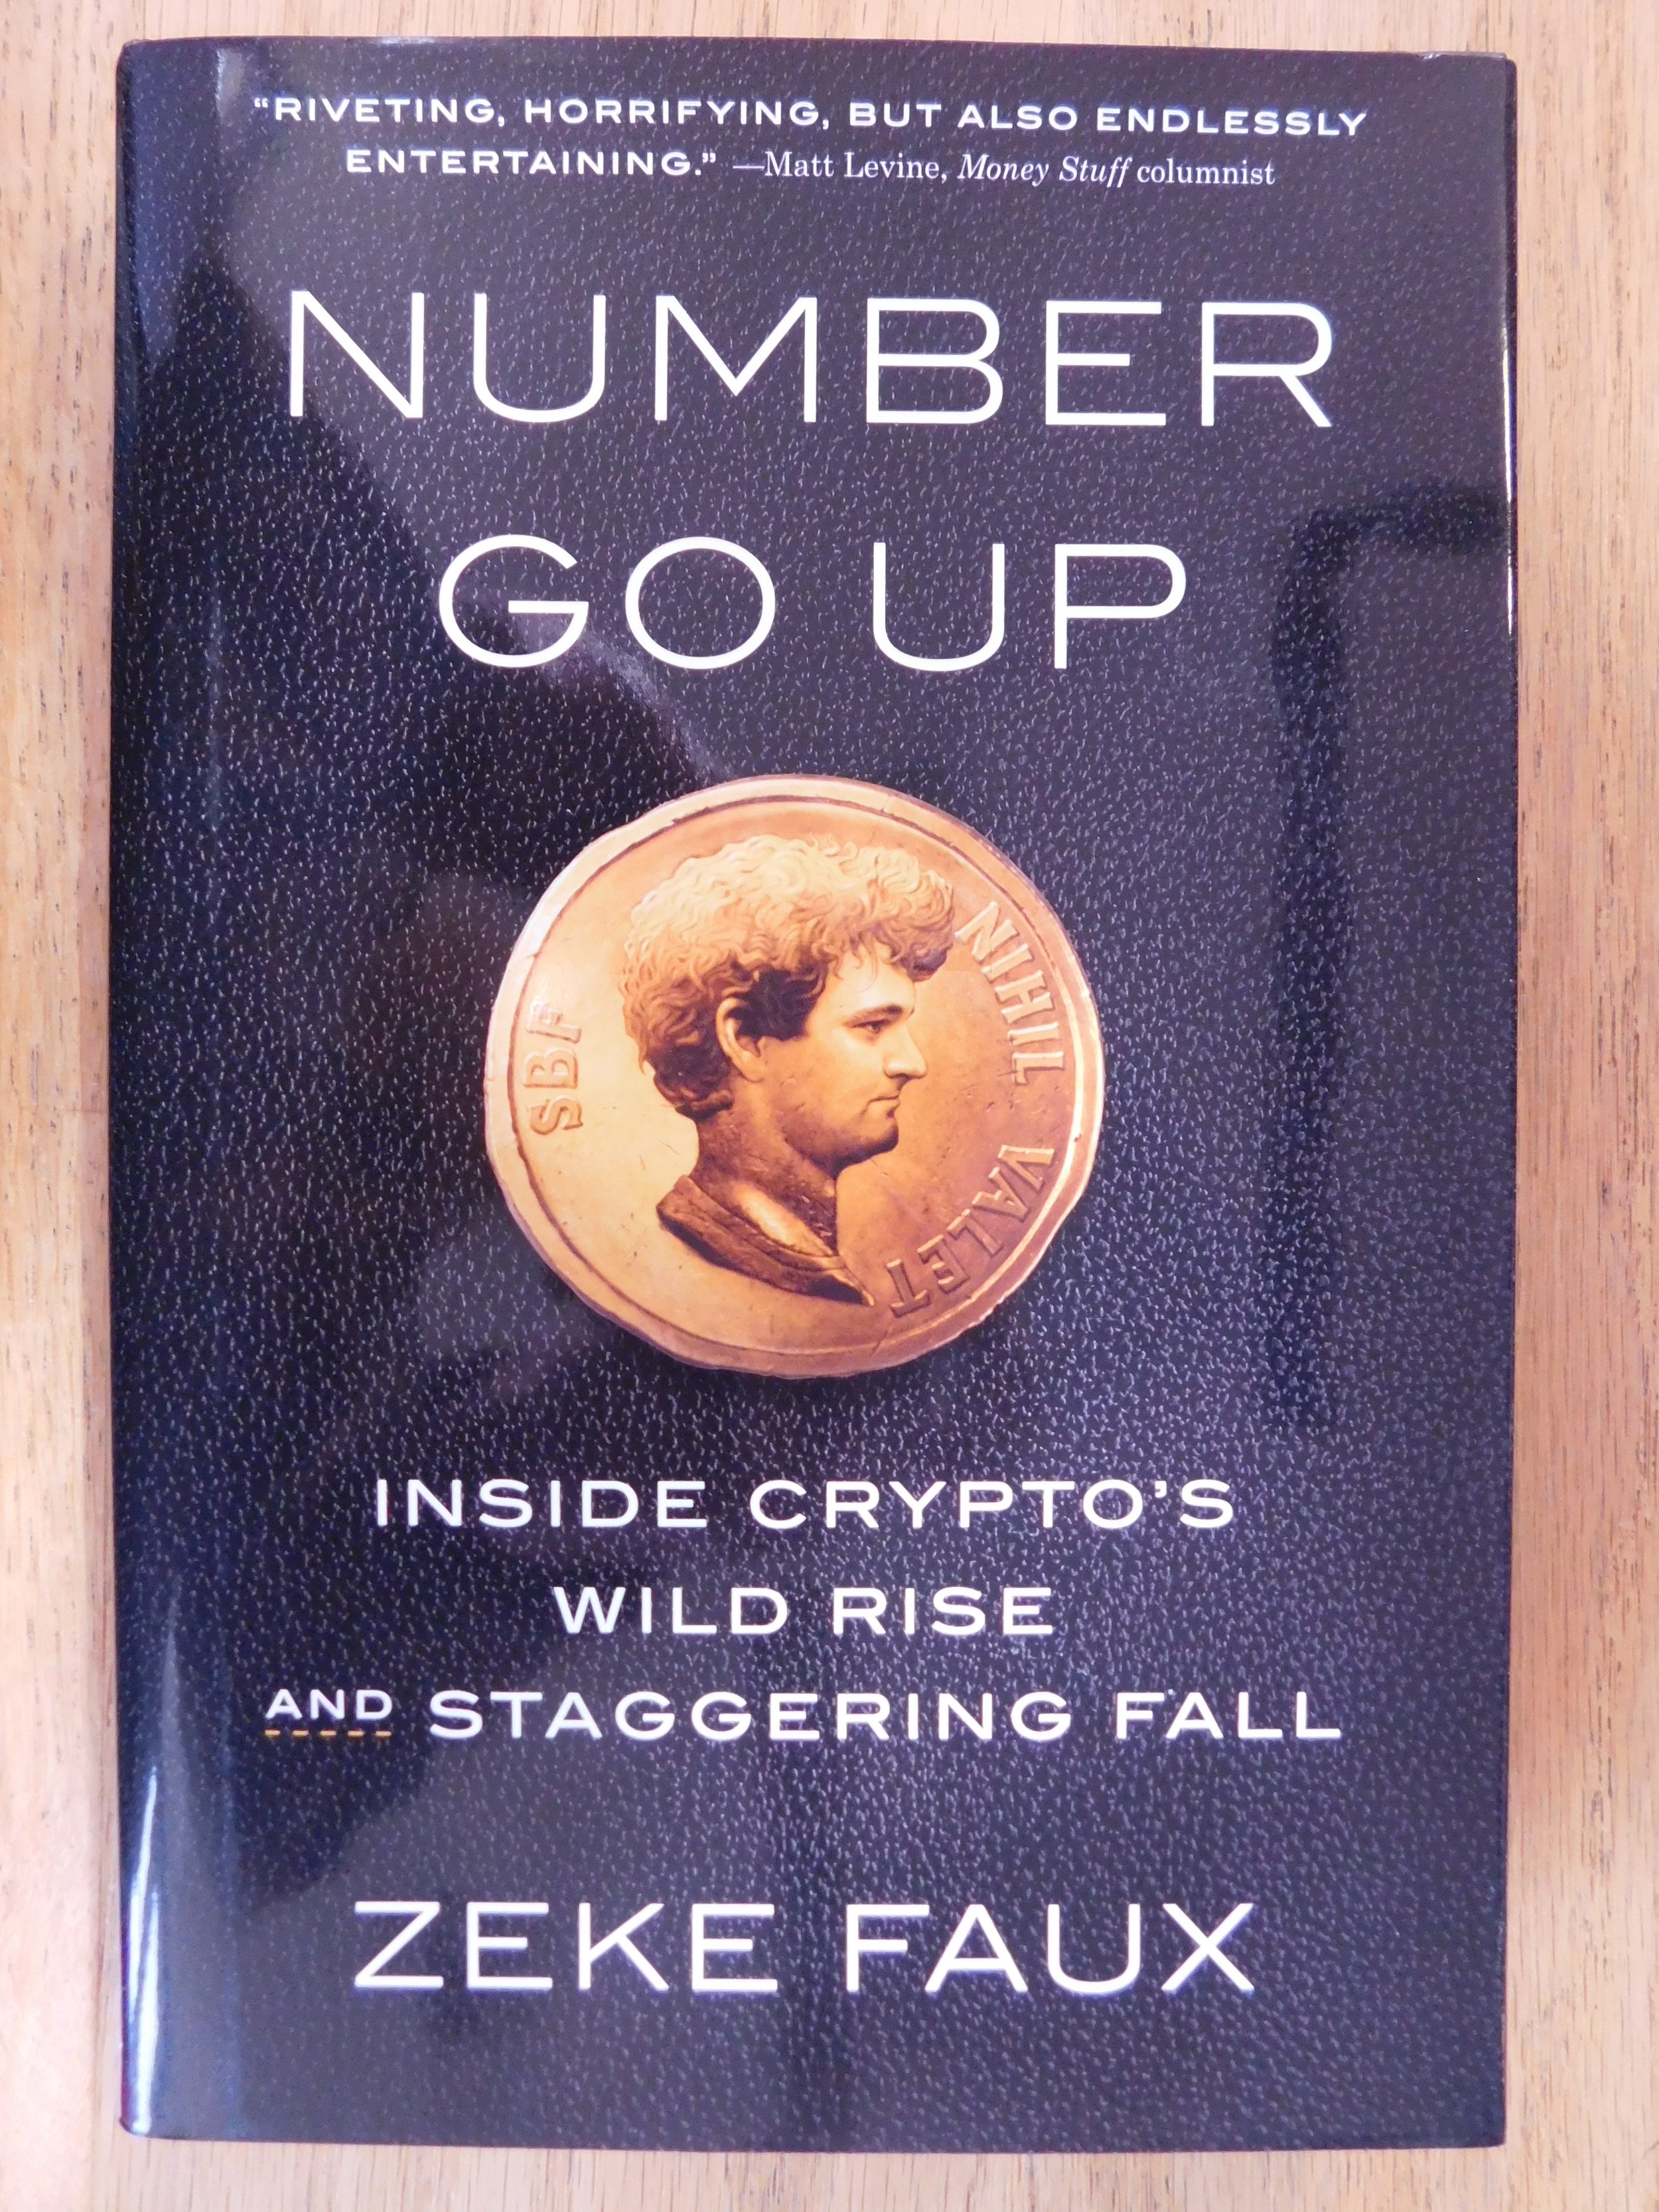 “RIVETING, HORRIFYING, BUT ALSO ENDLESSLY
ENTERTAINING.” —Matt Levine, Money Stuff columnist
NUMBER
GO UP
SBF
NIHIL VALET
INSIDE CRYPTO’S
WILD RISE
AND STAGGERING FALL
ZEKE FAUX